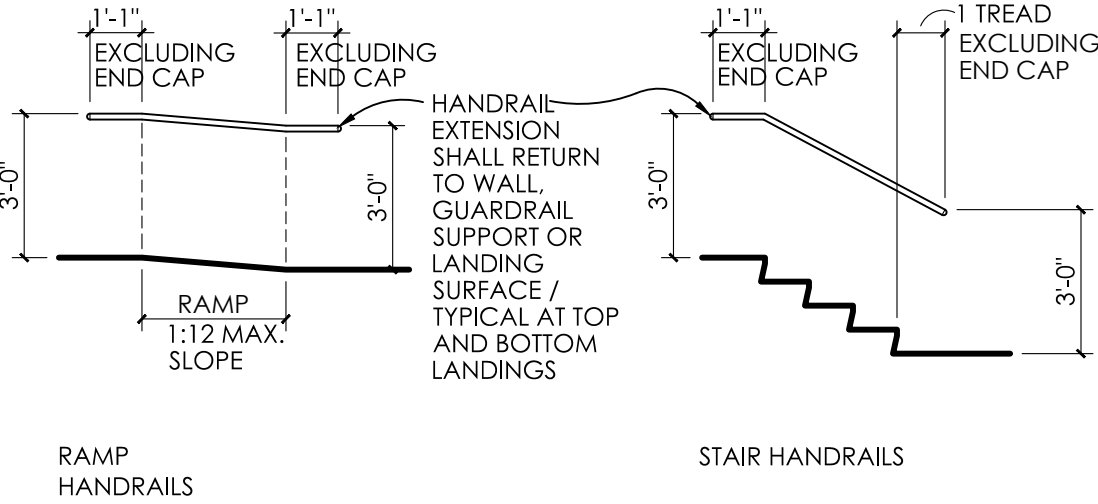 1'-1"
EXCLUDING
END CAP
1'-1"
EXCLUDING
END CAP
3'-0"
3'-0"
RAMP
1:12 MAX.
SLOPE
HANDRAIL
EXTENSION
SHALL RETURN
TO WALL,
GUARDRAIL
SUPPORT OR
LANDING
SURFACE /
TYPICAL AT TOP
AND BOTTOM
LANDINGS
1'-1"
EXCLUDING
END CAP
1 TREAD
EXCLUDING
END CAP
3'-0"
3'-0"
RAMP
HANDRAILS
STAIR HANDRAILS